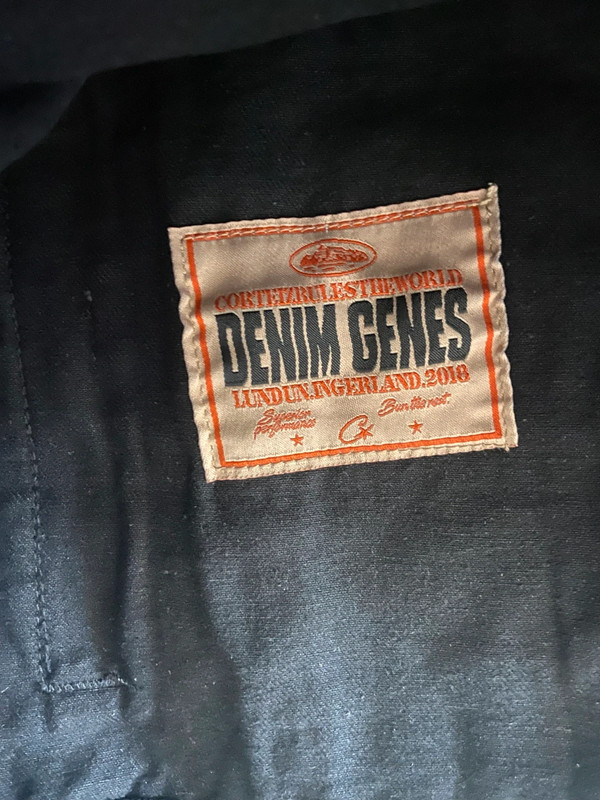 CORTEIZRULESTHEWORLD
DENIM GENES
LUNDUN.INGERLAND.2018
Superior performance
Bun the rest.